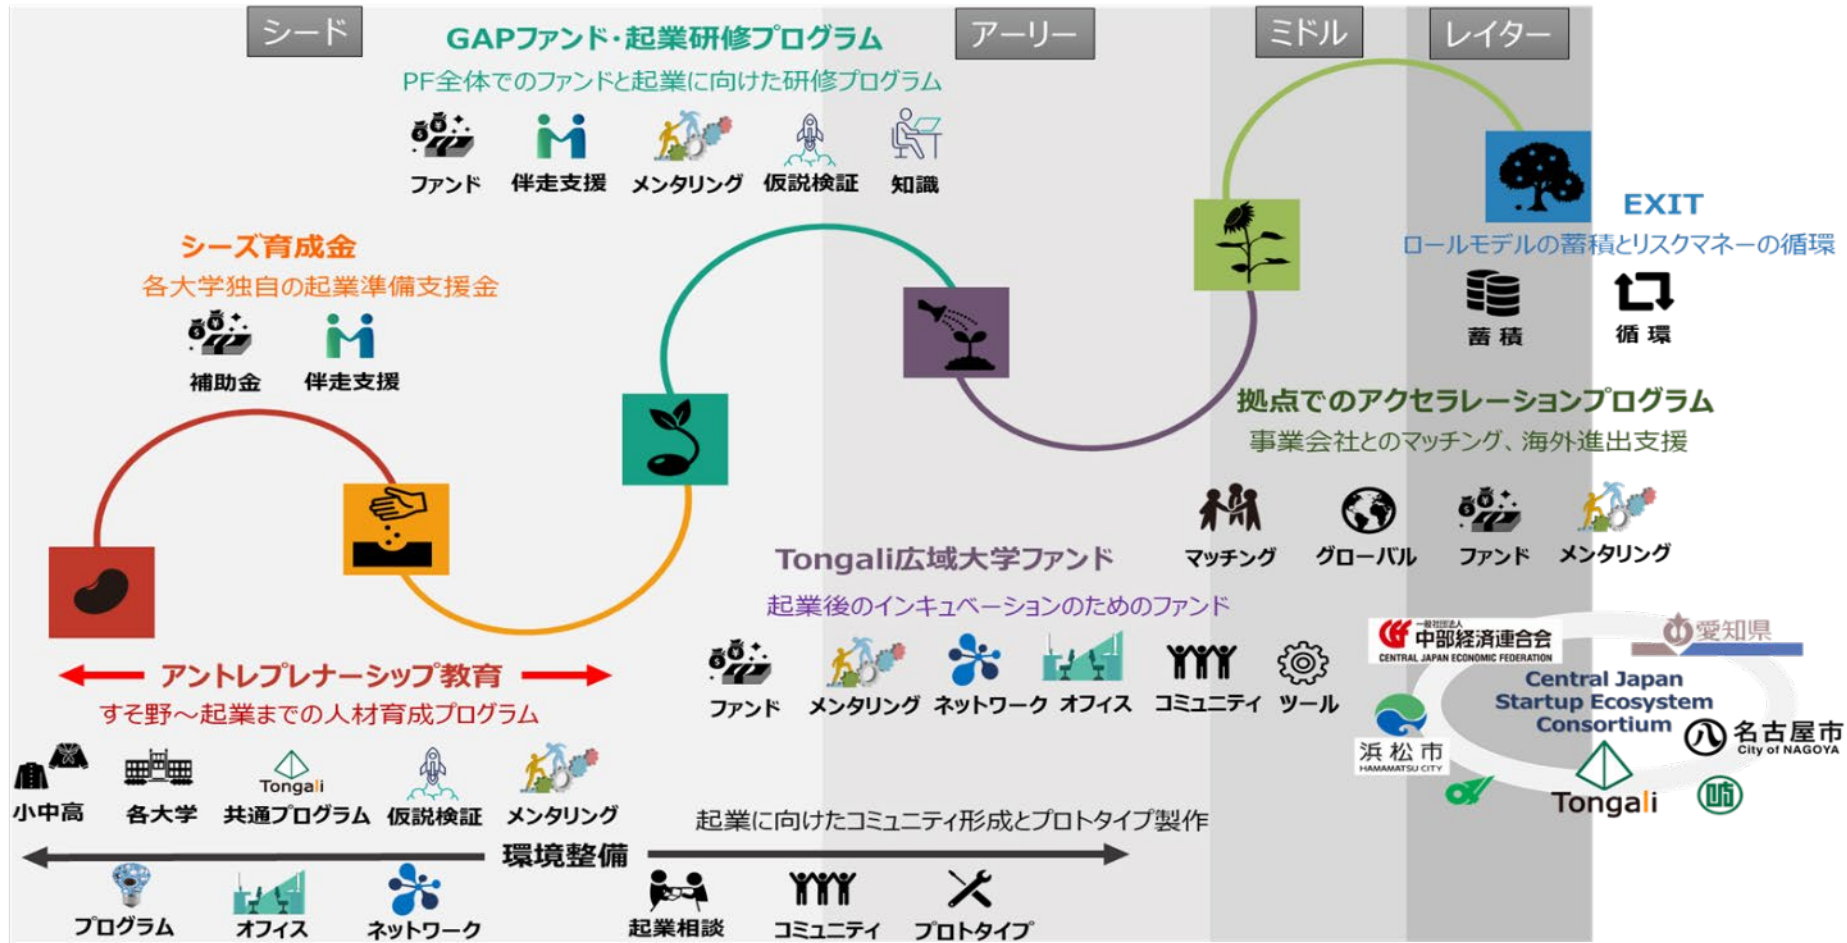 シード
アーリー
ミドル
レイター
GAPファンド・起業研修プログラム
PF全体でのファンドと起業に向けた研修プログラム
ファンド
伴走支援
メンタリング
仮説検証
知識
シーズ育成金
各大学独自の起業準備支援金
補助金
伴走支援
EXIT
ロールモデルの蓄積とリスクマネーの循環
蓄積
循環
拠点でのアクセラレーションプログラム
事業会社とのマッチング、海外進出支援
マッチング
グローバル
ファンド
メンタリング
Tongali広域大学ファンド
起業後のインキュベーションのためのファンド
ファンド
メンタリング
ネットワーク
オフィス
コミュニティ
ツール
アントレプレナーシップ教育
すそ野～起業までの人材育成プログラム
小中高
各大学
Tongali
共通プログラム
仮説検証
メンタリング
起業に向けたコミュニティ形成とプロトタイプ製作
環境整備
プログラム
オフィス
ネットワーク
起業相談
コミュニティ
プロトタイプ
一般社団法人
中部経済連合会
CENTRAL JAPAN ECONOMIC FEDERATION
愛知県
Central Japan
Startup Ecosystem
Consortium
浜松市
HAMAMATSU CITY
名古屋市
City of NAGOYA
Tongali